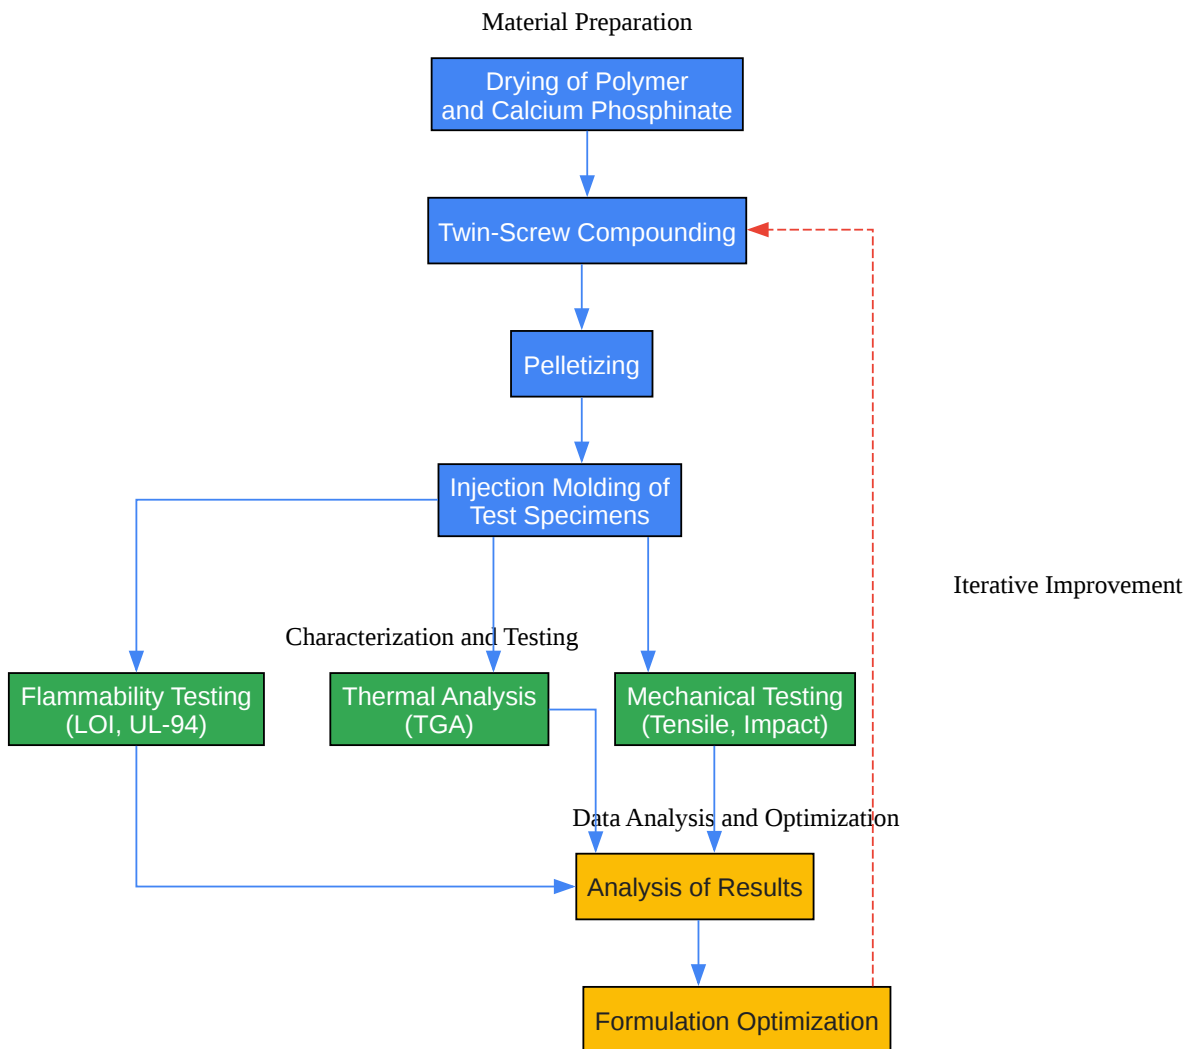 Material Preparation
Drying of Polymer
and Calcium Phosphinate
Twin-Screw Compounding
Pelletizing
Injection Molding of
Test Specimens
Iterative Improvement
Characterization and Testing
Flammability Testing
(LOI, UL-94)
Thermal Analysis
(TGA)
Mechanical Testing
(Tensile, Impact)
Data Analysis and Optimization
Analysis of Results
Formulation Optimization